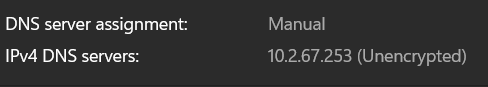 DNS server assignment: Manual
IPv4 DNS servers: 10.2.67.253 (Unencrypted)